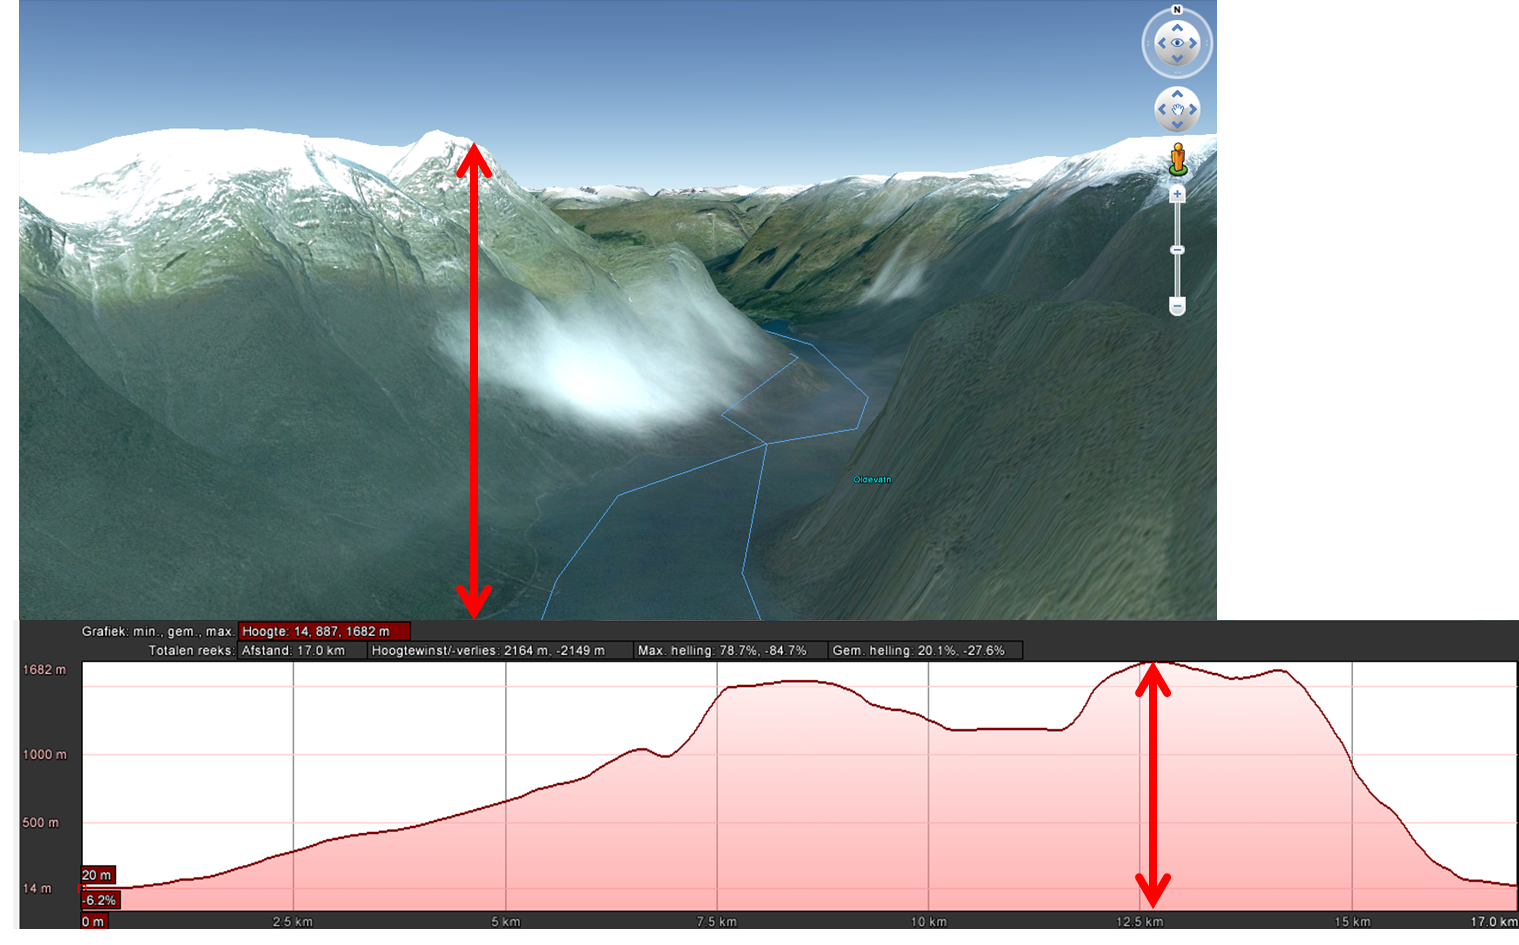 N
Oldevatn
Grafiek: min., gem., max. Hoogte: 14, 887, 1682 m
Totalen reeks: Afstand: 17.0 km Hoogtewinst/-verlies: 2164 m, -2149 m Max. helling: 78.7%, -84.7% Gem. helling: 20.1%, -27.6%
1682 m
1000 m
500 m
20 m
14 m
-6.2%
0 m 2.5 km 5 km 7.5 km 10 km 12.5 km 15 km 17.0 km